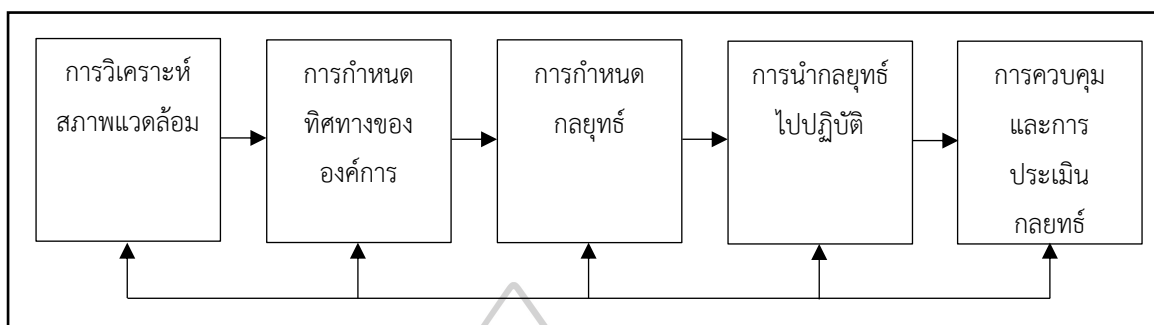 การวิเคราะห์
สภาพแวดล้อม
การกำหนด
ทิศทางของ
องค์การ
การกำหนด
กลยุทธ์
การนำกลยุทธ์
ไปปฏิบัติ
การควบคุม
และการ
ประเมิน
กลยทธ์